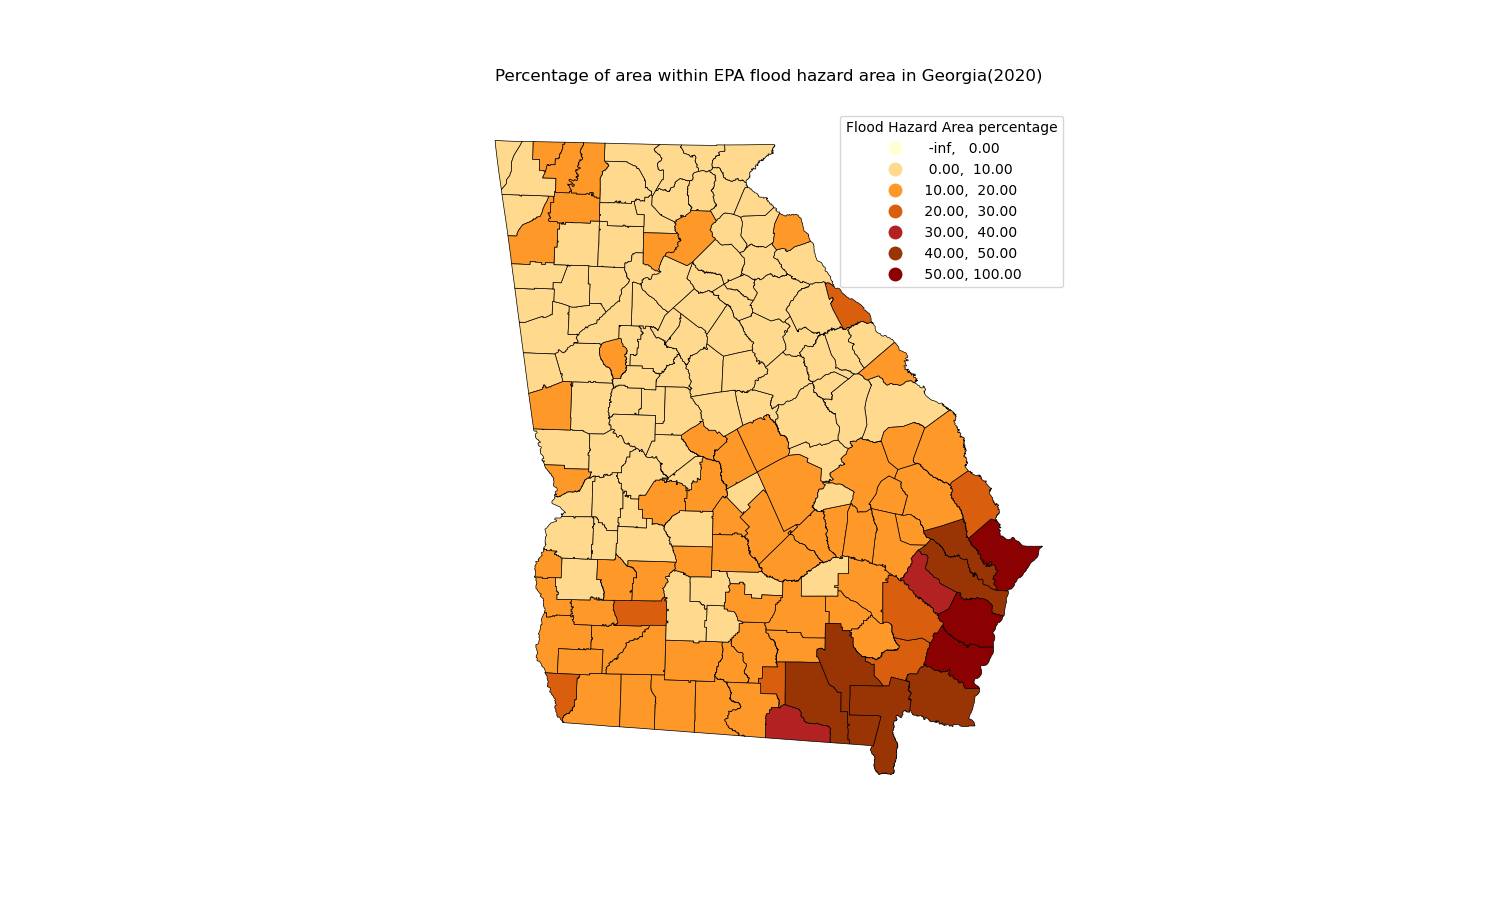 Percentage of area within EPA flood hazard area in Georgia(2020)
Flood Hazard Area percentage
-inf, 0.00
0.00, 10.00
10.00, 20.00
20.00, 30.00
30.00, 40.00
40.00, 50.00
50.00, 100.00